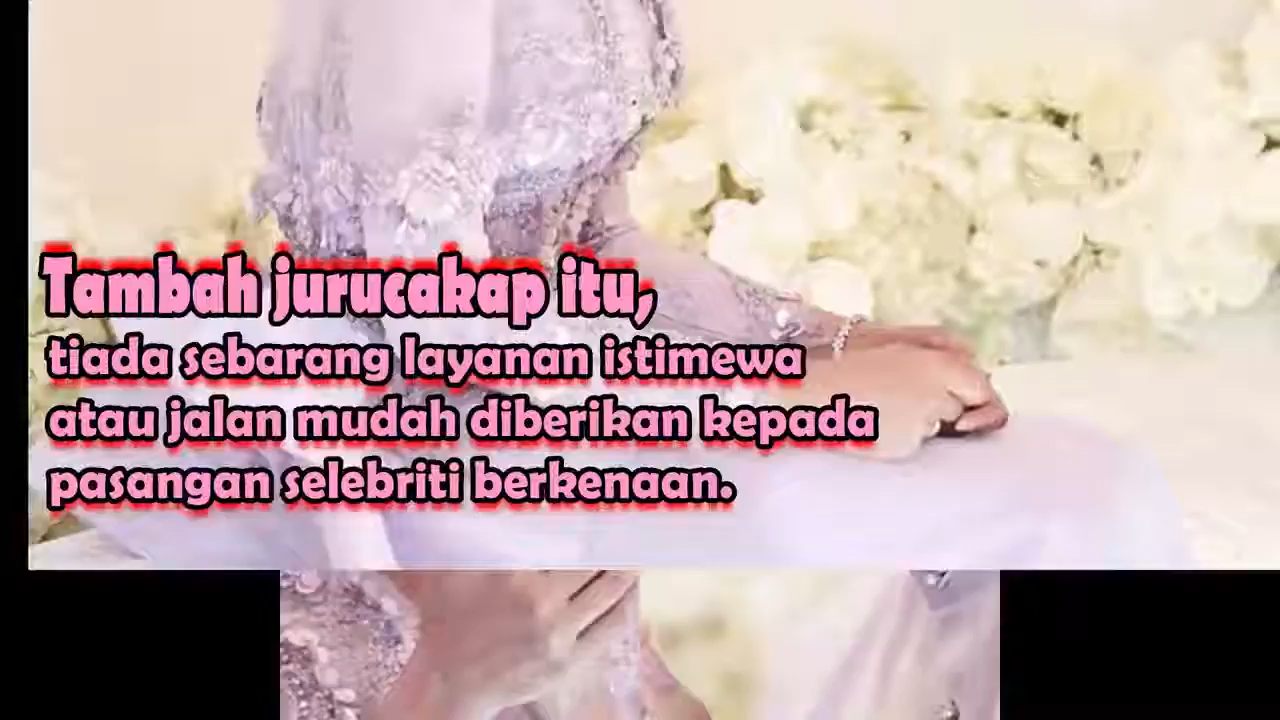 Tambah jurucakap itu,
tiada sebarang layanan istimewa
atau jalan mudah diberikan kepada
pasangan selebriti berkenaan.